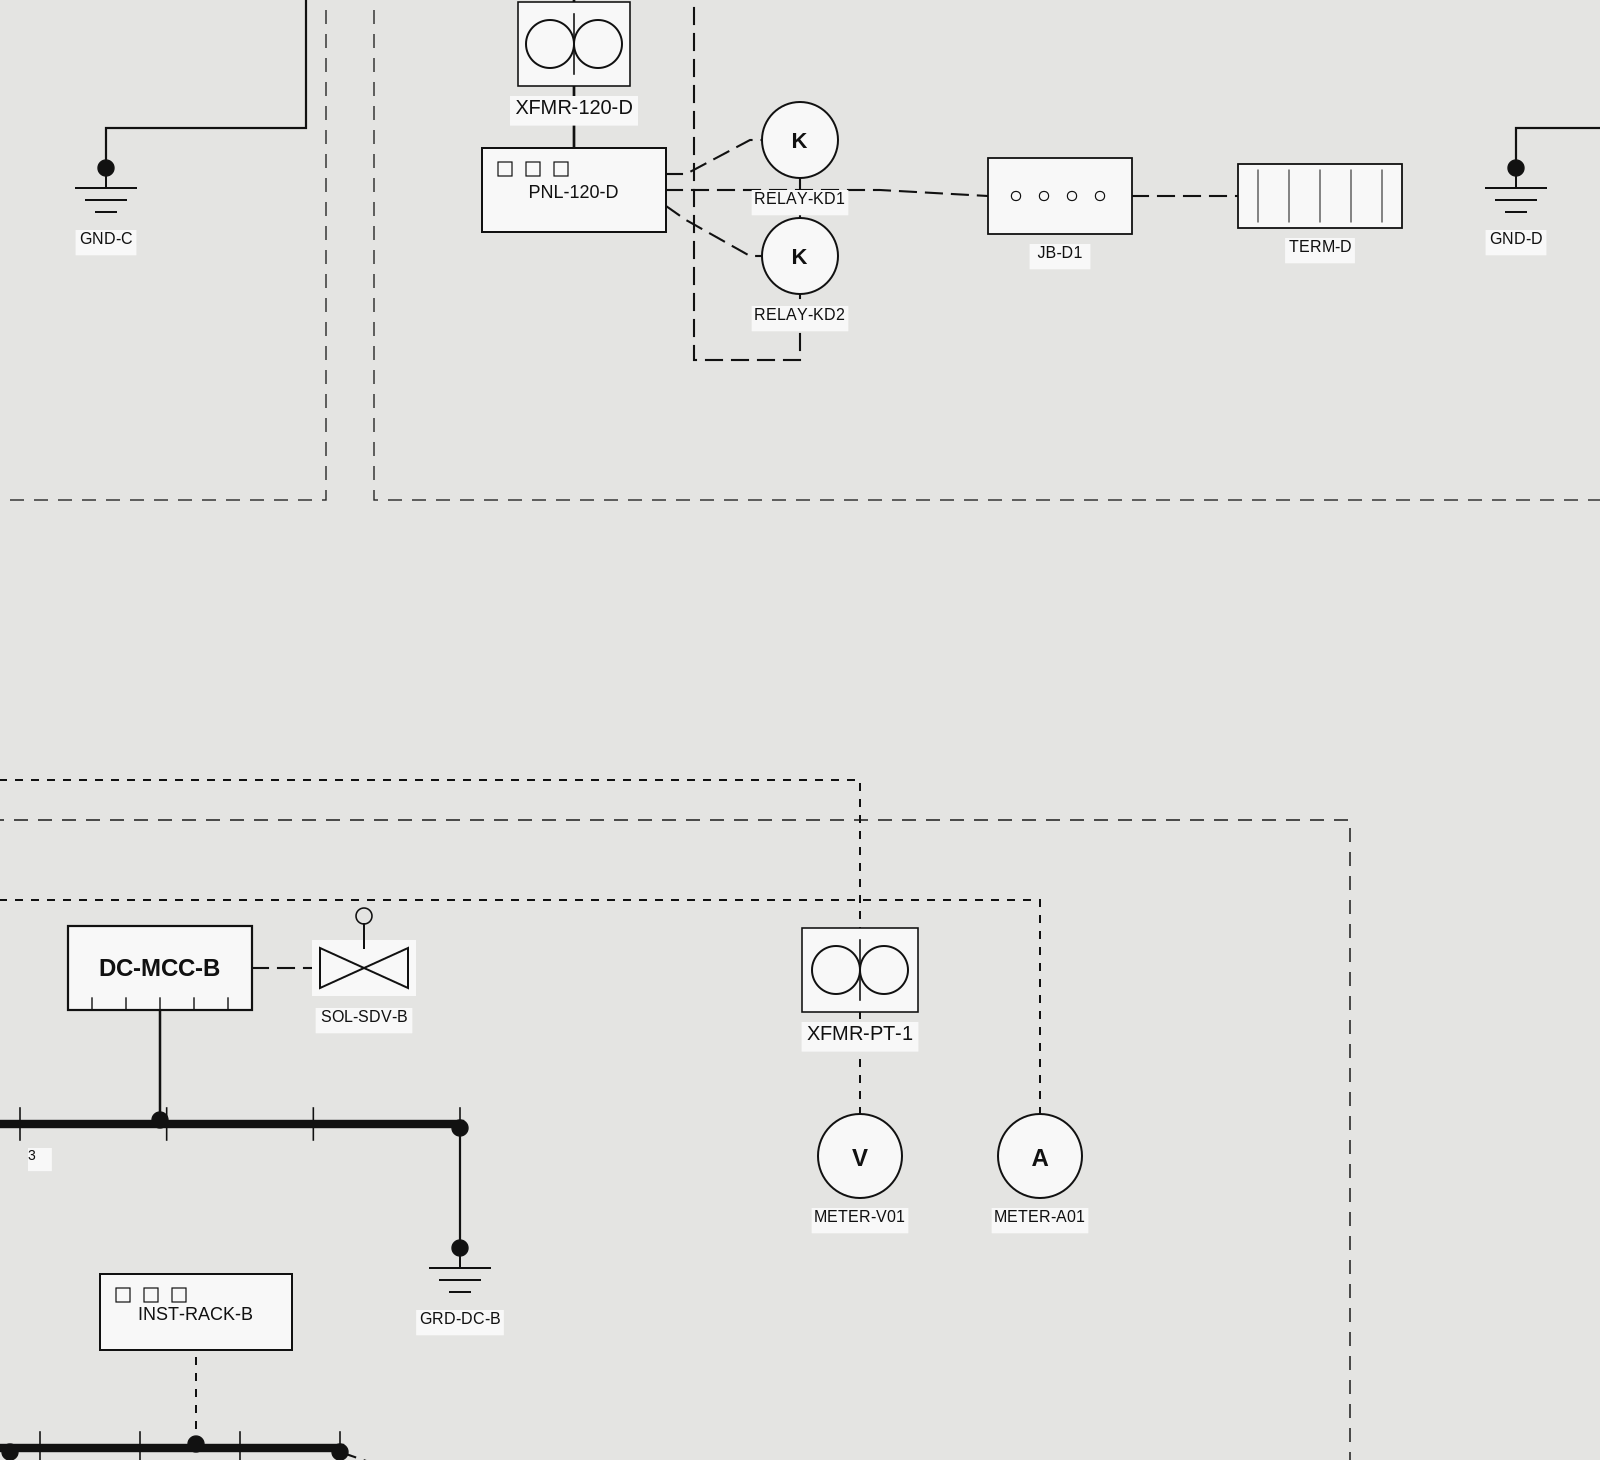 XFMR-120-D
K
PNL-120-D
RELAY-KD1
GND-C
JB-D1
TERM-D
GND-D
K
RELAY-KD2
DC-MCC-B
SOL-SDV-B
XFMR-PT-1
3
V
A
METER-V01
METER-A01
INST-RACK-B
GRD-DC-B